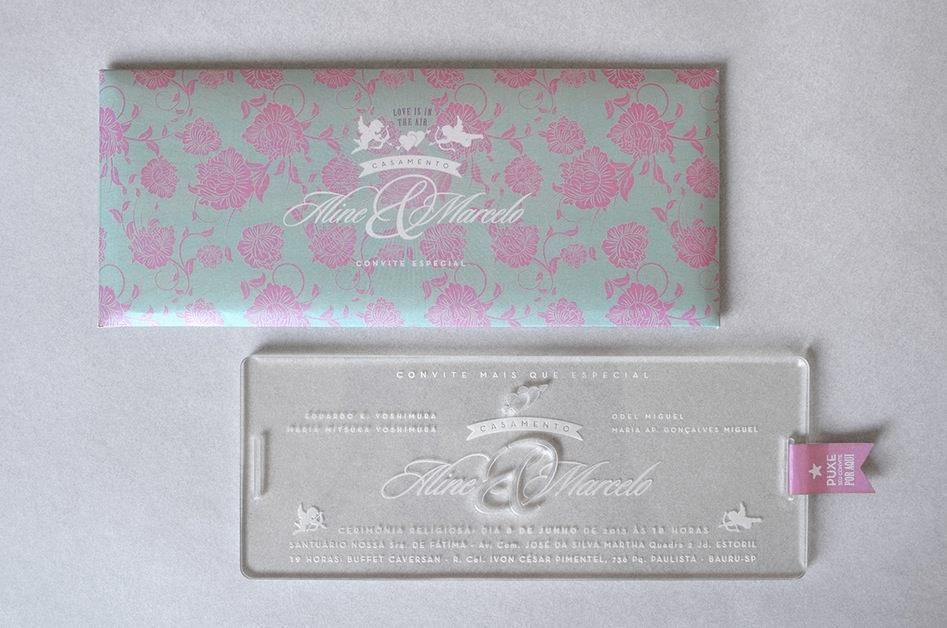 LOVE IS IN
THE AIR
CASAMENTO
Aline & Marcelo
CONVITE ESPECIAL
CONVITE MAIS QUE ESPECIAL
EDUARDO K. YOSHIMURA
MARIA MITSUKA YOSHIMURA
ODEL MIGUEL
MARIA AP. GONÇALVES MIGUEL
CASAMENTO
Aline & Marcelo
PUXE
SEU CONVITE
POR AQUI
CERIMÔNIA RELIGIOSA: DIA 8 DE JUNHO DE 2013 ÀS 18 HORAS
SANTUÁRIO NOSSA Sra. DE FÁTIMA - Av. Com. JOSÉ DA SILVA MARTHA Quadra 2 Jd. ESTORIL
19 HORAS: BUFFET CAVERSAN - R. Cel. IVON CÉSAR PIMENTEL, 736 Pq. PAULISTA - BAURU-SP